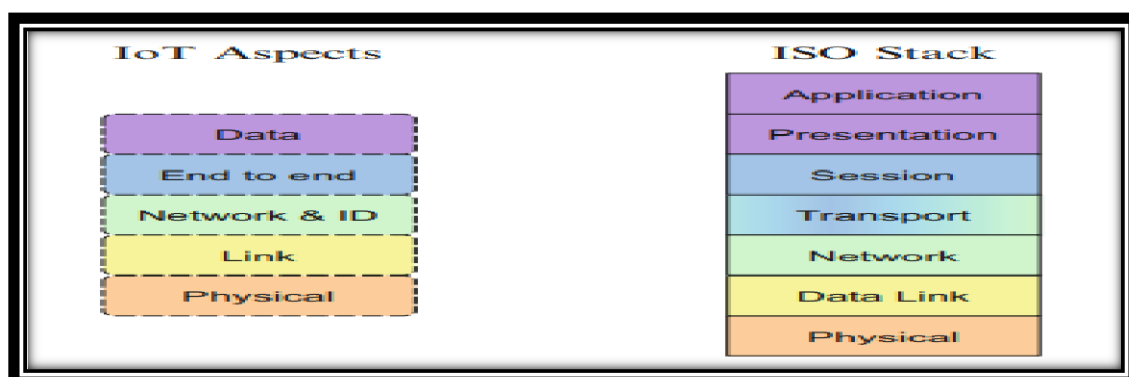 IoT Aspects
Data
End to end
Network & ID
Link
Physical
ISO Stack
Application
Presentation
Session
Transport
Network
Data Link
Physical